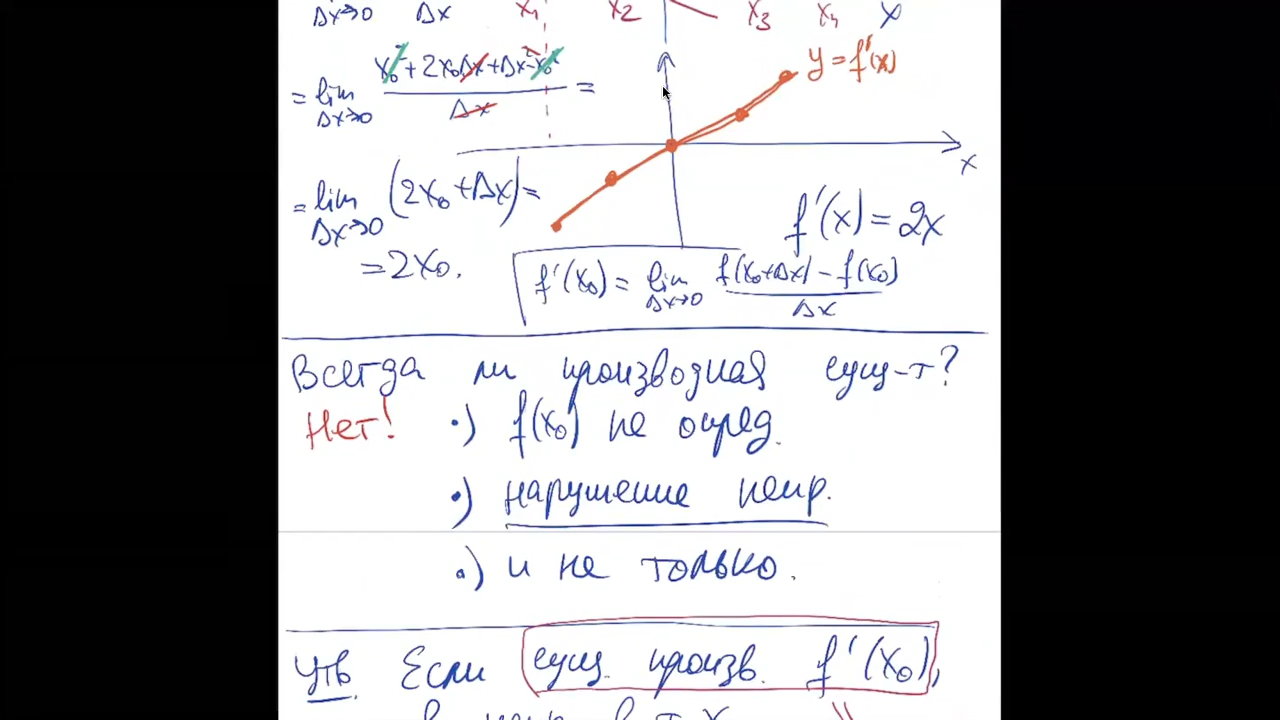 Δx→0 Δx x₁ x₂ x₃ x₄ x
= lim Δx→0 (x₀² + 2x₀Δx + Δx² - x₀²) / Δx =
y = f'(x)
x
= lim Δx→0 (2x₀ + Δx) =
f'(x) = 2x
= 2x₀.
f'(x₀) = lim Δx→0 (f(x₀+Δx) - f(x₀)) / Δx
Всегда ли производная сущ-т?
Нет! •) f(x₀) не опред.
•) нарушение непр.
•) и не только.
Утв Если сущ. произв. f'(x₀),